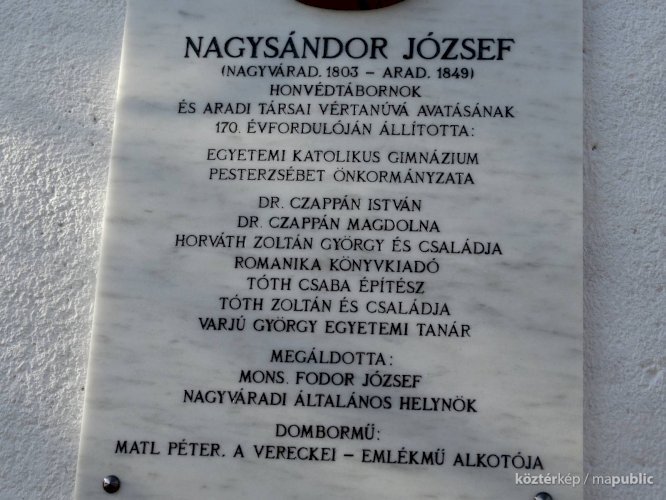 NAGYSÁNDOR JÓZSEF
(NAGYVÁRAD. 1803 – ARAD. 1849)
HONVÉDTÁBORNOK
ÉS ARADI TÁRSAI VÉRTANÚVÁ AVATÁSÁNAK
170. ÉVFORDULÓJÁN ÁLLÍTOTTA:
EGYETEMI KATOLIKUS GIMNÁZIUM
PESTERZSÉBET ÖNKORMÁNYZATA
DR. CZAPPÁN ISTVÁN
DR. CZAPPÁN MAGDOLNA
HORVÁTH ZOLTÁN GYÖRGY ÉS CSALÁDJA
ROMANIKA KÖNYVKIADÓ
TÓTH CSABA ÉPÍTÉSZ
TÓTH ZOLTÁN ÉS CSALÁDJA
VARJÚ GYÖRGY EGYETEMI TANÁR
MEGÁLDOTTA:
MONS. FODOR JÓZSEF
NAGYVÁRADI ÁLTALÁNOS HELYNÖK
DOMBORMŰ:
MATL PÉTER. A VERECKEI – EMLÉKMŰ ALKOTÓJA
köztérkép / mapublic